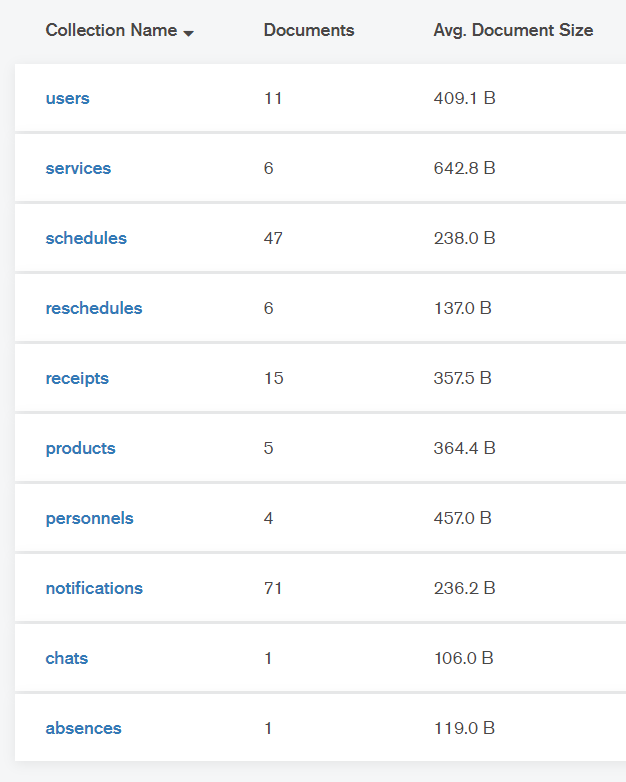 Collection Name Documents Avg. Document Size
users 11 409.1 B
services 6 642.8 B
schedules 47 238.0 B
reschedules 6 137.0 B
receipts 15 357.5 B
products 5 364.4 B
personnels 4 457.0 B
notifications 71 236.2 B
chats 1 106.0 B
absences 1 119.0 B